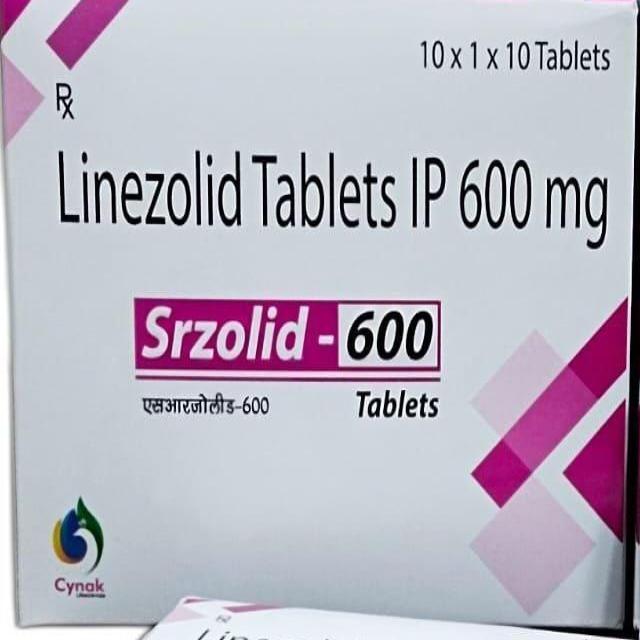 10 x 1 x 10 Tablets
Rx
Linezolid Tablets IP 600 mg
Srzolid - 600
एसआरजोलीड-600
Tablets
Cynak